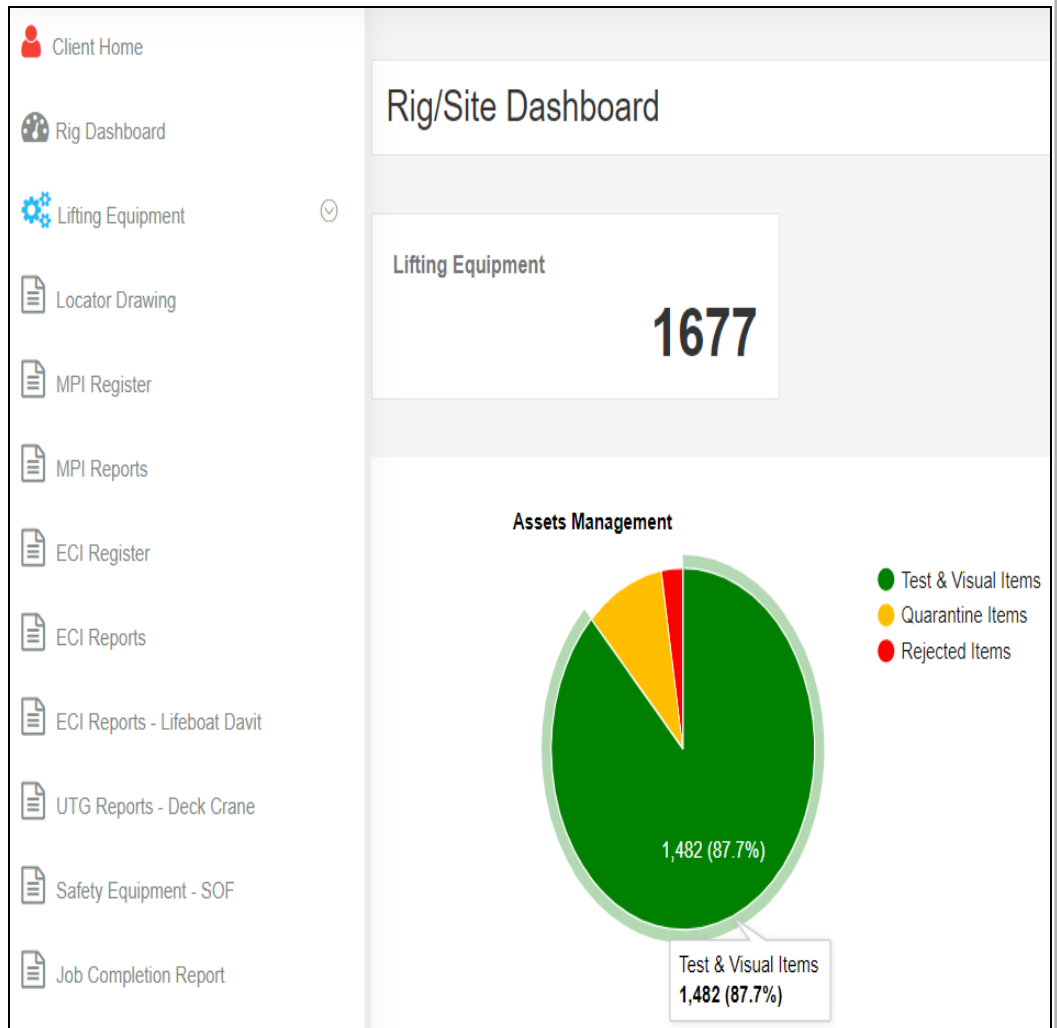 Client Home
Rig Dashboard
Lifting Equipment
Locator Drawing
MPI Register
MPI Reports
ECI Register
ECI Reports
ECI Reports - Lifeboat Davit
UTG Reports - Deck Crane
Safety Equipment - SOF
Job Completion Report
Rig/Site Dashboard
Lifting Equipment
1677
Assets Management
Test & Visual Items
Quarantine Items
Rejected Items
1,482 (87.7%)
Test & Visual Items
1,482 (87.7%)